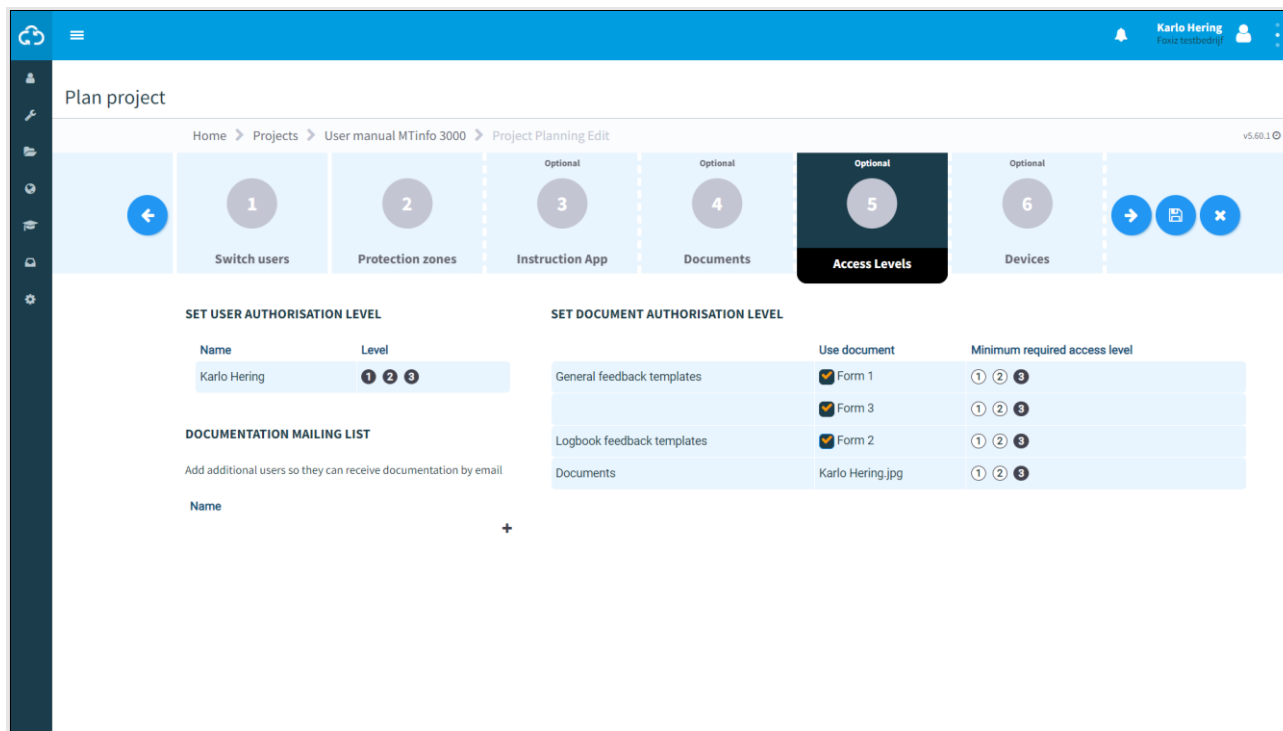 Karlo Hering
Foxiz testbedrijf
Plan project
Home Projects User manual MTinfo 3000 Project Planning Edit
v5.60.1
Optional Optional Optional Optional
1 2 3 4 5 6
Switch users Protection zones Instruction App Documents Access Levels Devices
SET USER AUTHORISATION LEVEL
Name Level
Karlo Hering 1 2 3
DOCUMENTATION MAILING LIST
Add additional users so they can receive documentation by email
Name
SET DOCUMENT AUTHORISATION LEVEL
Use document Minimum required access level
General feedback templates Form 1 1 2 3
Form 3 1 2 3
Logbook feedback templates Form 2 1 2 3
Documents Karlo Hering.jpg 1 2 3